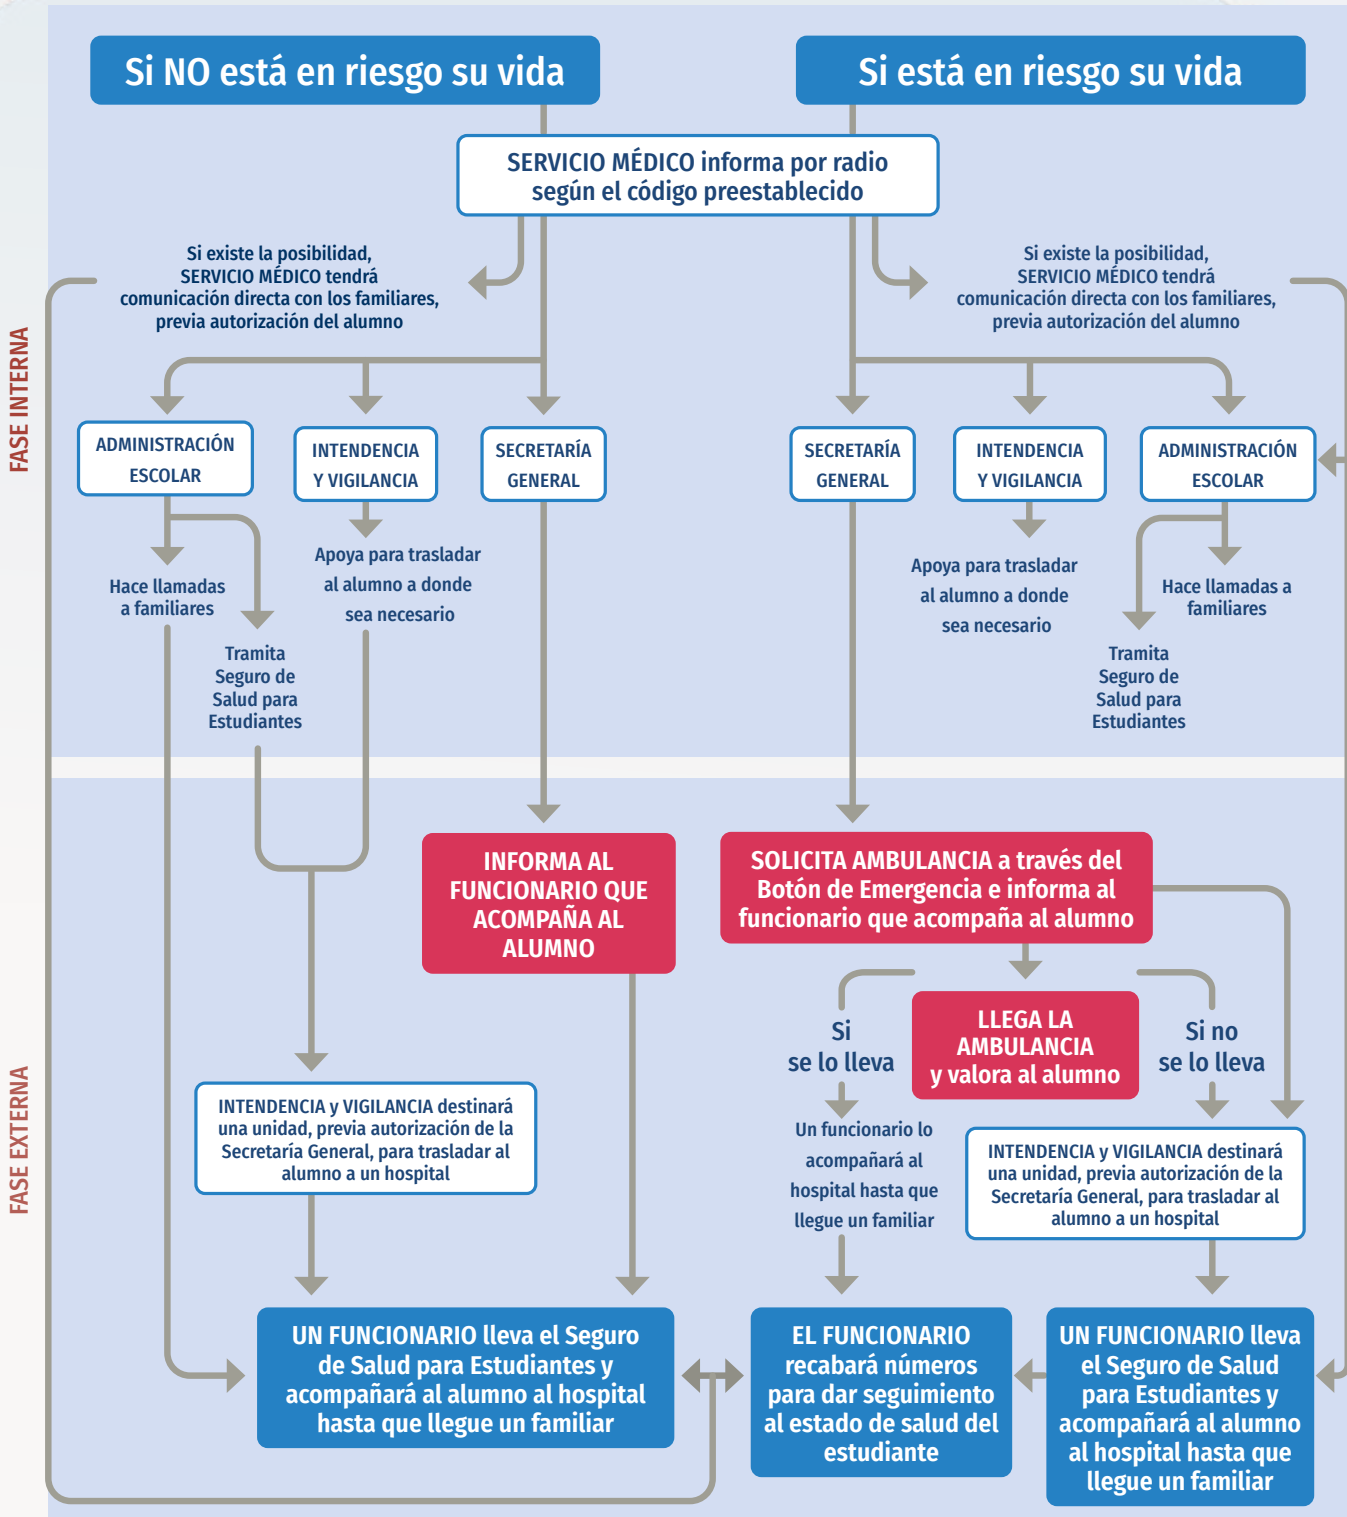 Si NO está en riesgo su vida
Si está en riesgo su vida
SERVICIO MÉDICO informa por radio
según el código preestablecido
Si existe la posibilidad,
SERVICIO MÉDICO tendrá
comunicación directa con los familiares,
previa autorización del alumno
Si existe la posibilidad,
SERVICIO MÉDICO tendrá
comunicación directa con los familiares,
previa autorización del alumno
FASE INTERNA
ADMINISTRACIÓN
ESCOLAR
INTENDENCIA
Y VIGILANCIA
SECRETARÍA
GENERAL
SECRETARÍA
GENERAL
INTENDENCIA
Y VIGILANCIA
ADMINISTRACIÓN
ESCOLAR
Hace llamadas
a familiares
Tramita
Seguro de
Salud para
Estudiantes
Apoya para trasladar
al alumno a donde
sea necesario
Apoya para trasladar
al alumno a donde
sea necesario
Tramita
Seguro de
Salud para
Estudiantes
Hace llamadas a
familiares
FASE EXTERNA
INFORMA AL
FUNCIONARIO QUE
ACOMPAÑA AL
ALUMNO
SOLICITA AMBULANCIA a través del
Botón de Emergencia e informa al
funcionario que acompaña al alumno
Si
se lo lleva
LLEGA LA
AMBULANCIA
y valora al alumno
Si no
se lo lleva
INTENDENCIA y VIGILANCIA destinará
una unidad, previa autorización de la
Secretaría General, para trasladar al
alumno a un hospital
Un funcionario lo
acompañará al
hospital hasta que
llegue un familiar
INTENDENCIA y VIGILANCIA destinará
una unidad, previa autorización de la
Secretaría General, para trasladar al
alumno a un hospital
UN FUNCIONARIO lleva el Seguro
de Salud para Estudiantes y
acompañará al alumno al hospital
hasta que llegue un familiar
EL FUNCIONARIO
recabará números
para dar seguimiento
al estado de salud del
estudiante
UN FUNCIONARIO lleva
el Seguro de Salud
para Estudiantes y
acompañará al alumno
al hospital hasta que
llegue un familiar